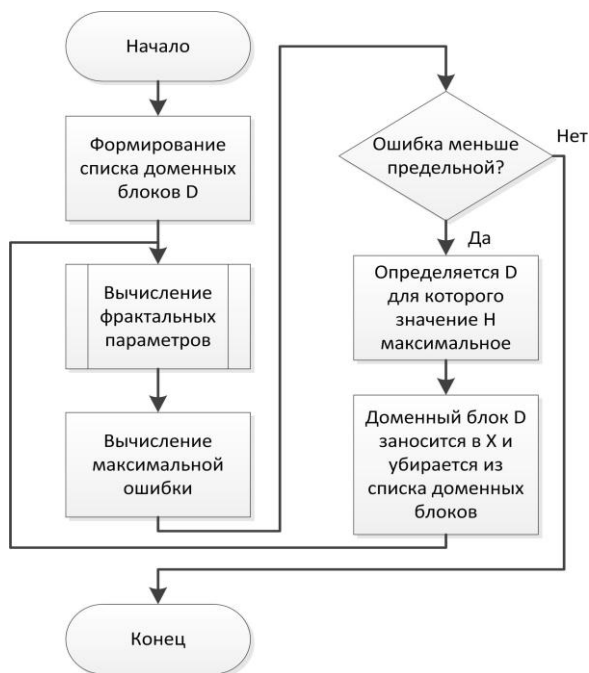 Начало
Формирование
списка доменных
блоков D
Вычисление
фрактальных
параметров
Вычисление
максимальной
ошибки
Ошибка меньше
предельной?
Нет
Да
Определяется D
для которого
значение H
максимальное
Доменный блок D
заносится в X и
убирается из
списка доменных
блоков
Конец